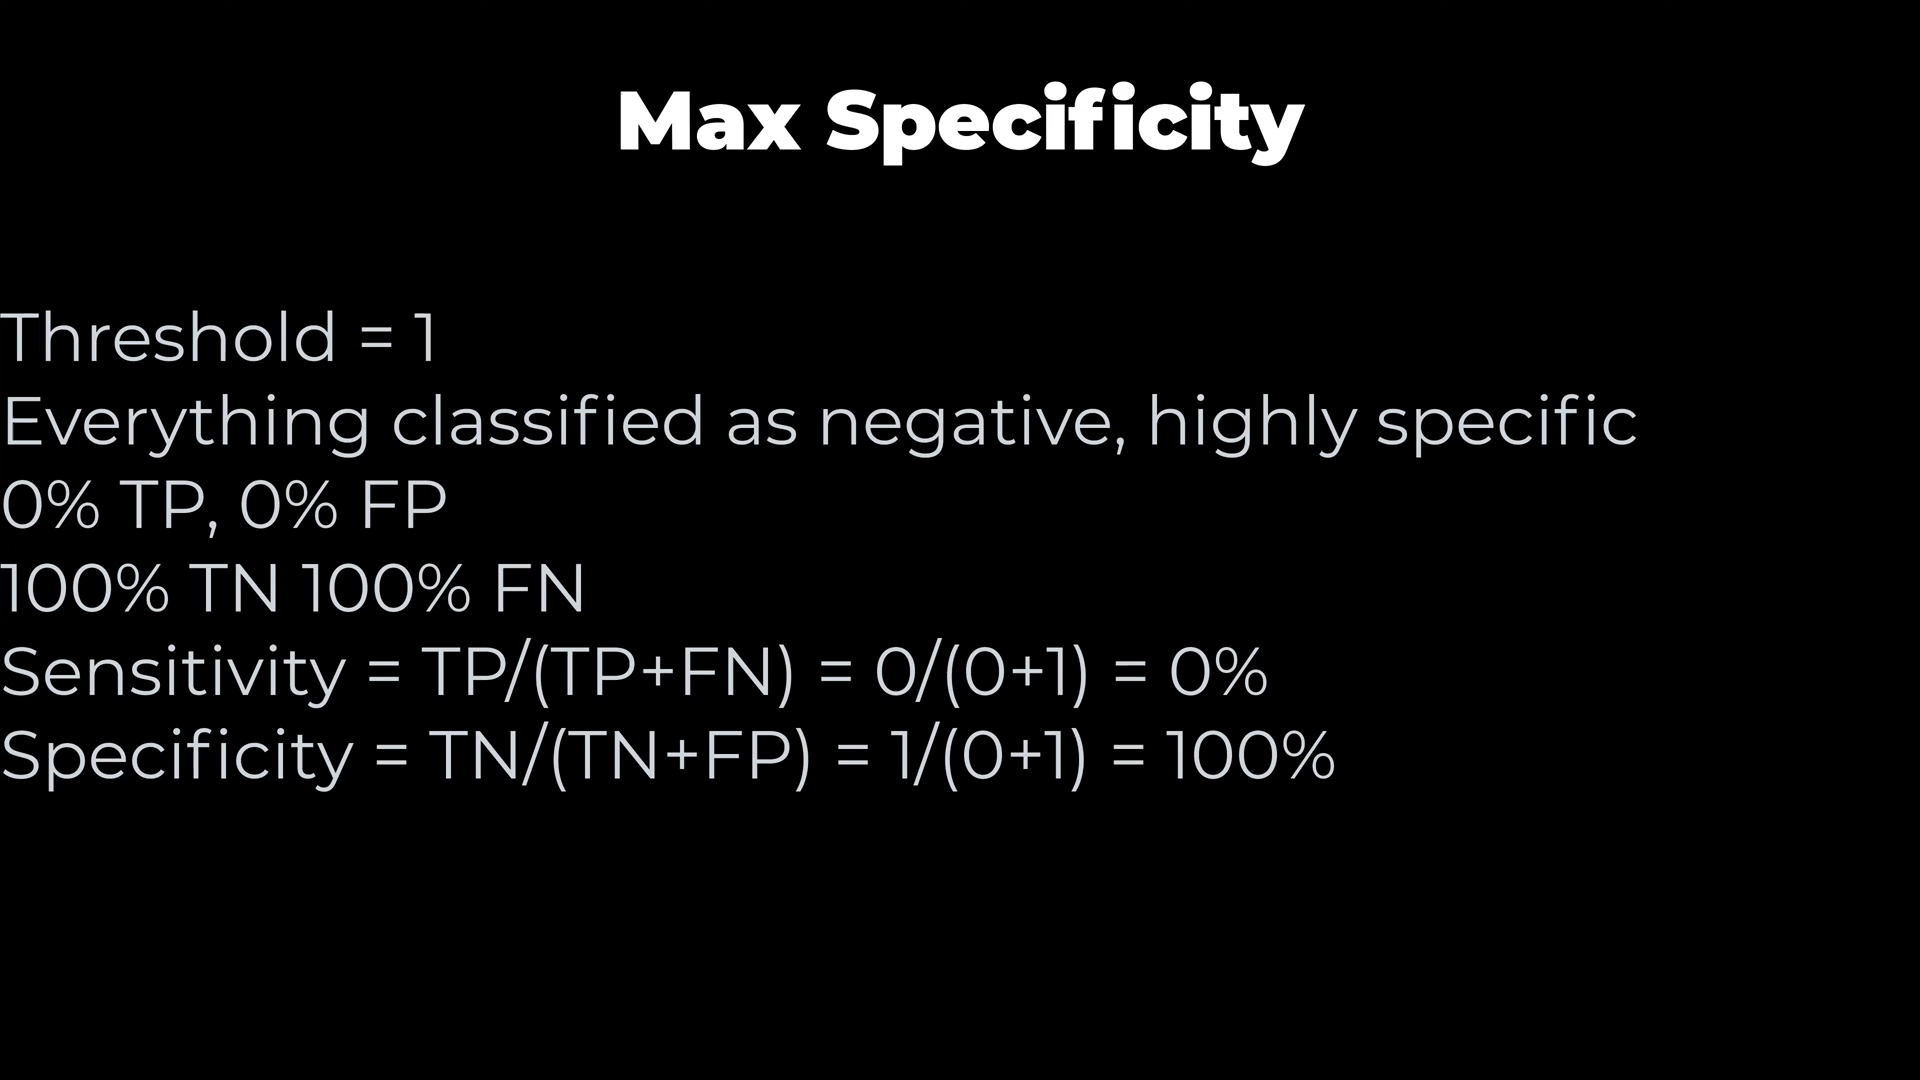 Max Specificity
Threshold = 1
Everything classified as negative, highly specific
0% TP, 0% FP
100% TN 100% FN
Sensitivity = TP/(TP+FN) = 0/(0+1) = 0%
Specificity = TN/(TN+FP) = 1/(0+1) = 100%